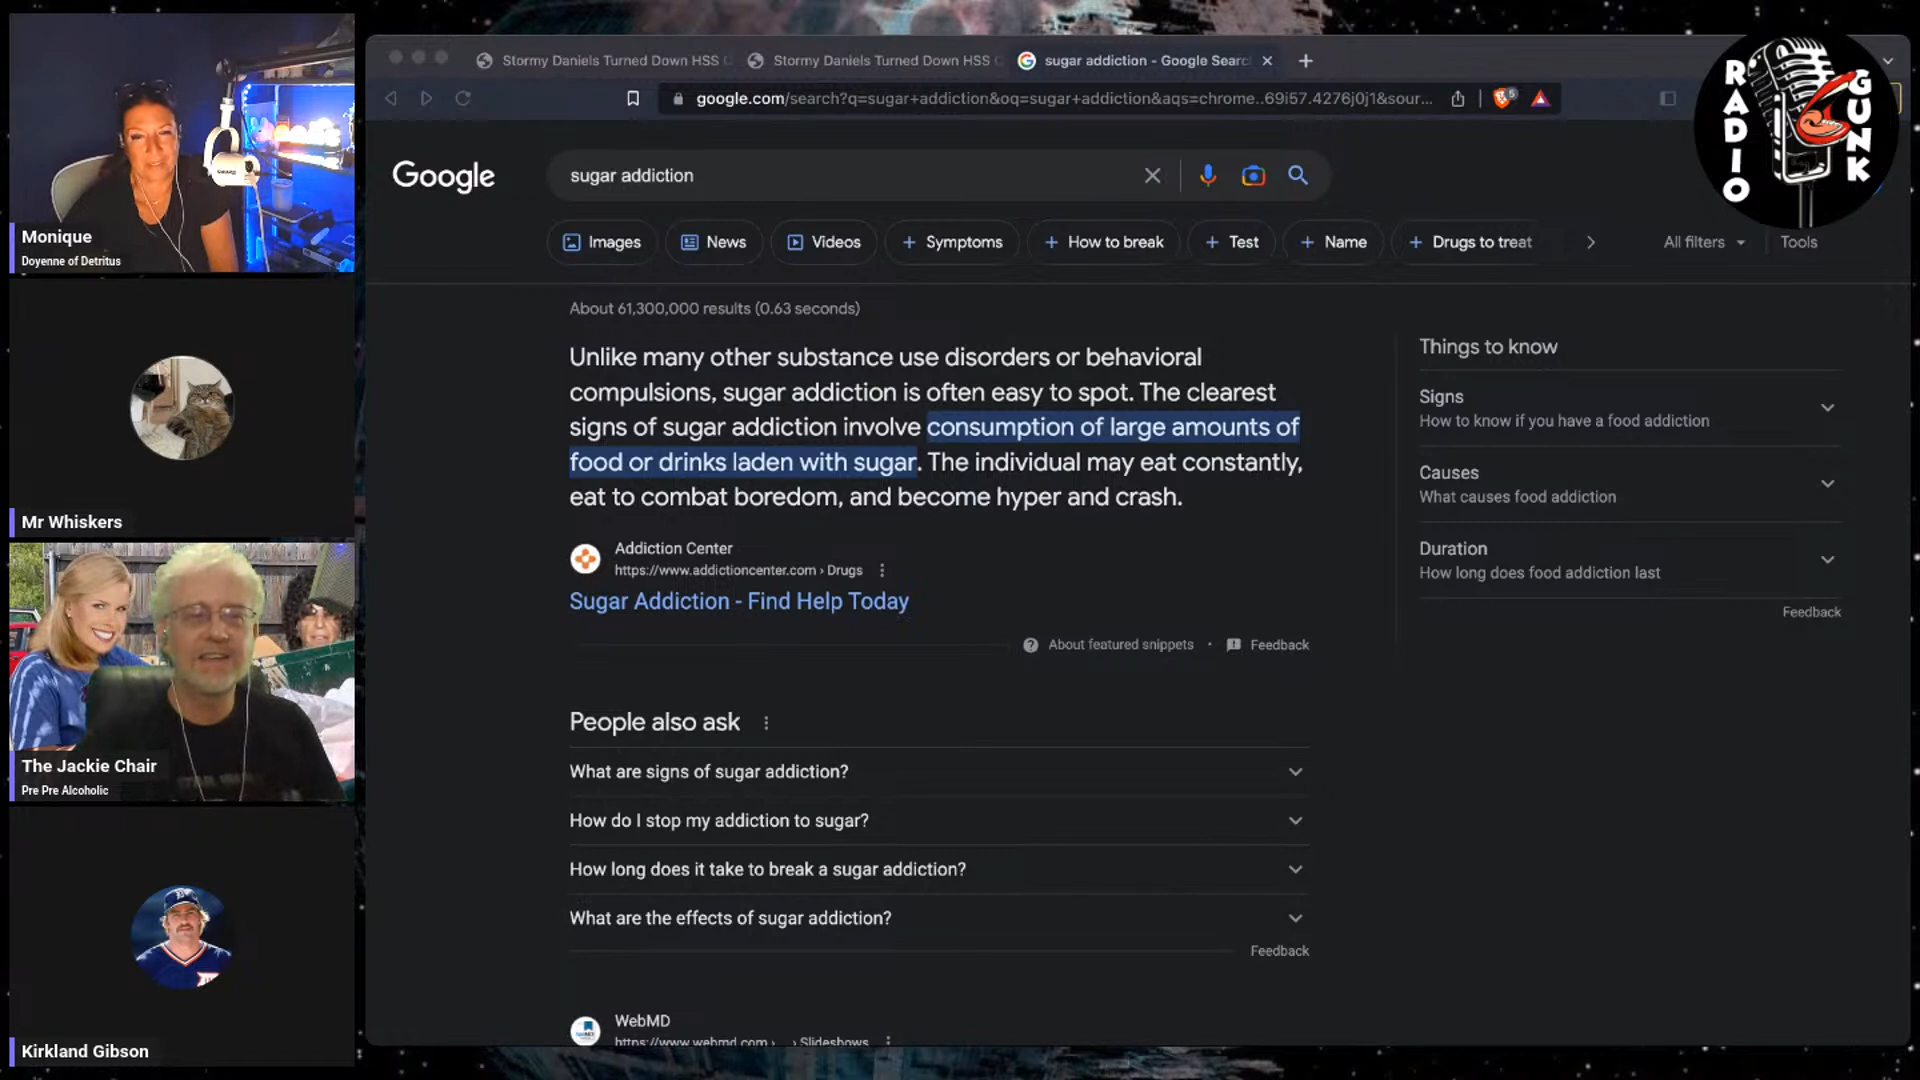 Monique
Doyenne of Detritus
Mr Whiskers
The Jackie Chair
Pre Pre Alcoholic
Kirkland Gibson
Stormy Daniels Turned Down HSS
Stormy Daniels Turned Down HSS
sugar addiction - Google Searc
google.com/search?q=sugar+addiction&oq=sugar+addiction&aqs=chrome..69i57.4276j0j1&sour...
5
RADIO
GUNK
Google
sugar addiction
Images
News
Videos
+ Symptoms
+ How to break
+ Test
+ Name
+ Drugs to treat
All filters
Tools
About 61,300,000 results (0.63 seconds)
Unlike many other substance use disorders or behavioral
compulsions, sugar addiction is often easy to spot. The clearest
signs of sugar addiction involve consumption of large amounts of
food or drinks laden with sugar. The individual may eat constantly,
eat to combat boredom, and become hyper and crash.
Addiction Center
https://www.addictioncenter.com › Drugs
Sugar Addiction - Find Help Today
About featured snippets
•
Feedback
People also ask
What are signs of sugar addiction?
How do I stop my addiction to sugar?
How long does it take to break a sugar addiction?
What are the effects of sugar addiction?
Feedback
WebMD
https://www.webmd.com › ... › Slideshows
Things to know
Signs
How to know if you have a food addiction
Causes
What causes food addiction
Duration
How long does food addiction last
Feedback